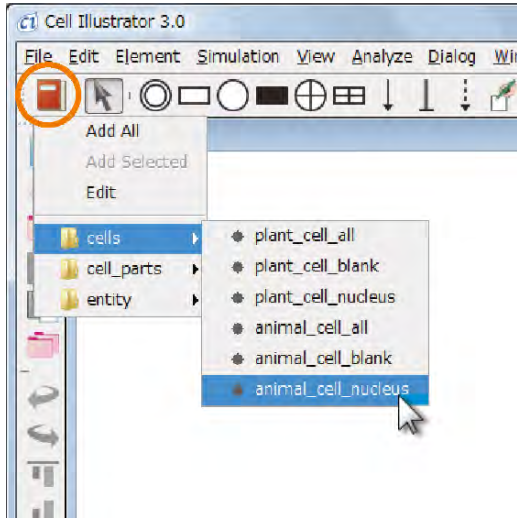 Cell Illustrator 3.0
File Edit Element Simulation View Analyze Dialog
Add All
Add Selected
Edit
cells
cell_parts
entity
plant_cell_all
plant_cell_blank
plant_cell_nucleus
animal_cell_all
animal_cell_blank
animal_cell_nucleus